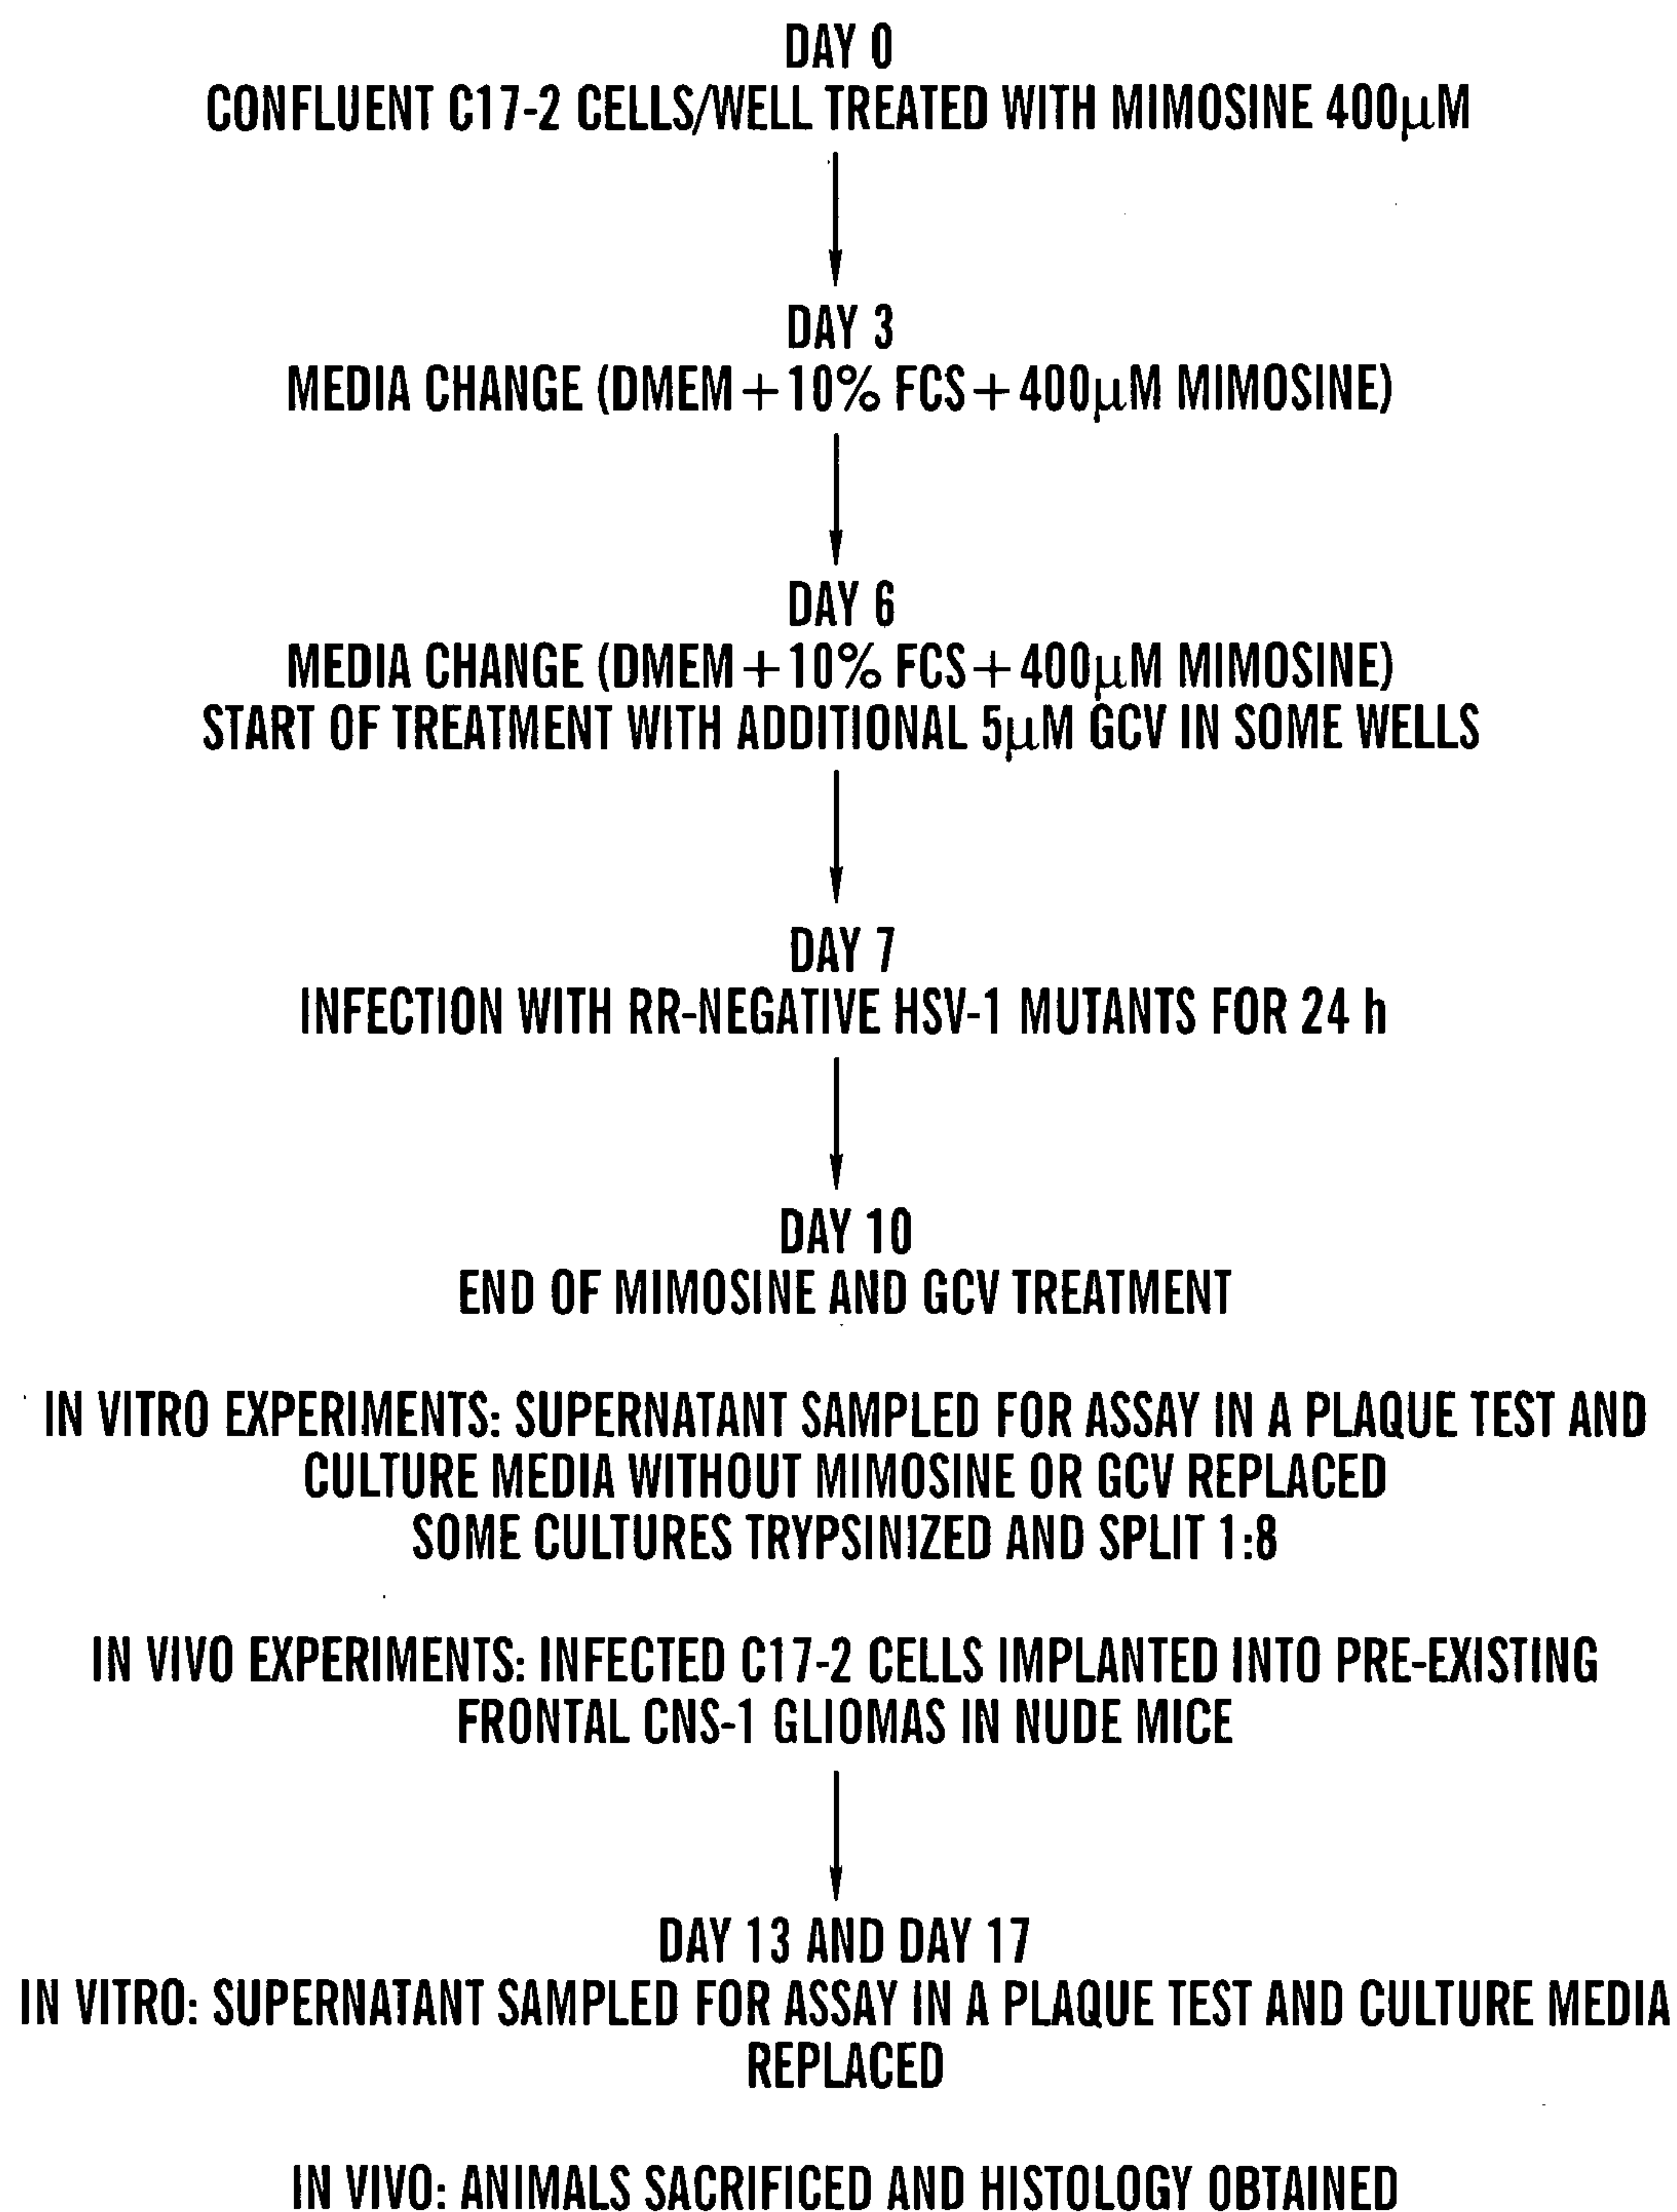 DAY 0
CONFLUENT C17-2 CELLS/WELL TREATED WITH MIMOSINE 400µM
DAY 3
MEDIA CHANGE (DMEM+10% FCS+400µM MIMOSINE)
DAY 6
MEDIA CHANGE (DMEM+10% FCS+400µM MIMOSINE)
START OF TREATMENT WITH ADDITIONAL 5µM GCV IN SOME WELLS
DAY 7
INFECTION WITH RR-NEGATIVE HSV-1 MUTANTS FOR 24 h
DAY 10
END OF MIMOSINE AND GCV TREATMENT
IN VITRO EXPERIMENTS: SUPERNATANT SAMPLED FOR ASSAY IN A PLAQUE TEST AND
CULTURE MEDIA WITHOUT MIMOSINE OR GCV REPLACED
SOME CULTURES TRYPSINIZED AND SPLIT 1:8
IN VIVO EXPERIMENTS: INFECTED C17-2 CELLS IMPLANTED INTO PRE-EXISTING
FRONTAL CNS-1 GLIOMAS IN NUDE MICE
DAY 13 AND DAY 17
IN VITRO: SUPERNATANT SAMPLED FOR ASSAY IN A PLAQUE TEST AND CULTURE MEDIA
REPLACED
IN VIVO: ANIMALS SACRIFICED AND HISTOLOGY OBTAINED